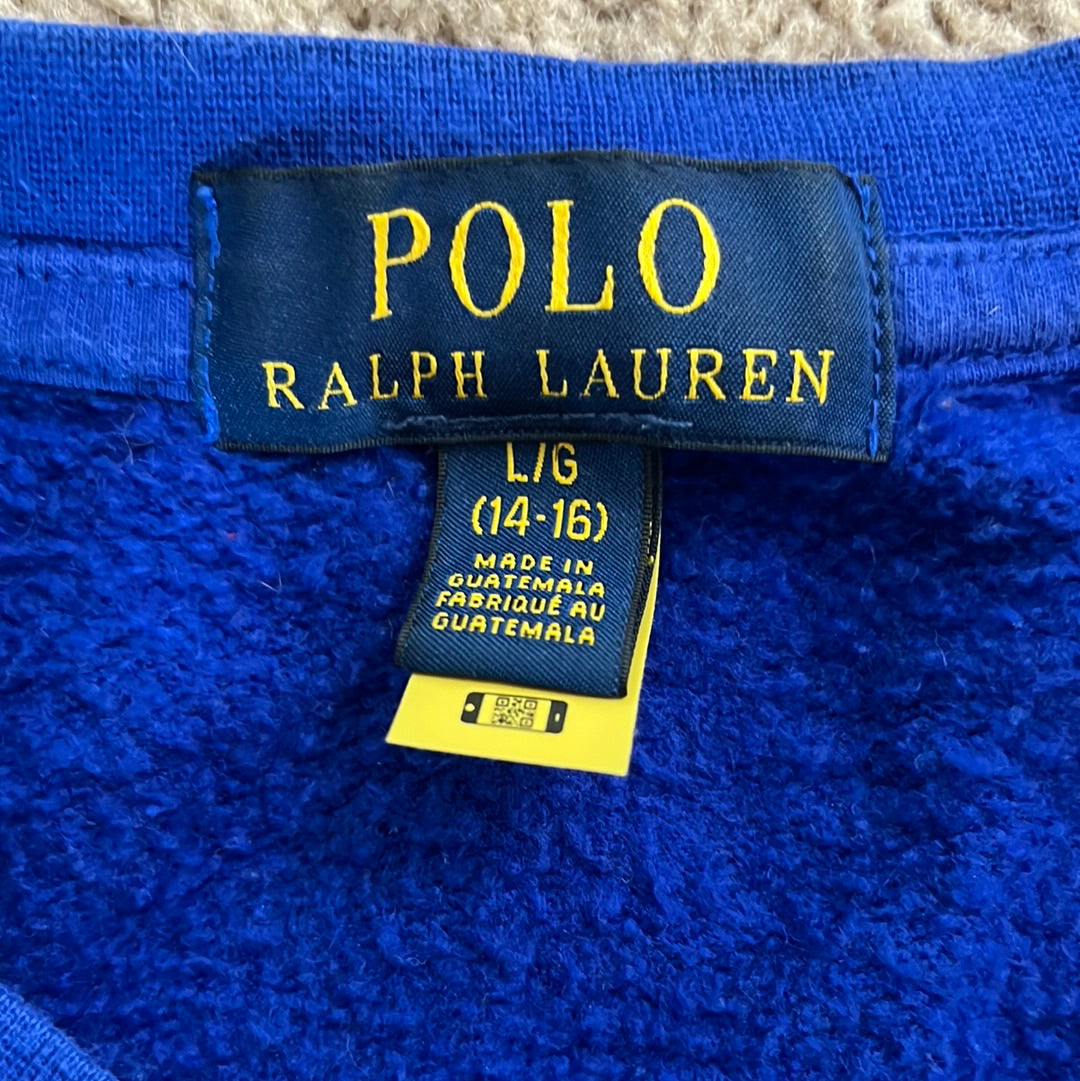 POLO
RALPH LAUREN
L/G
(14-16)
MADE IN
GUATEMALA
FABRIQUÉ AU
GUATEMALA